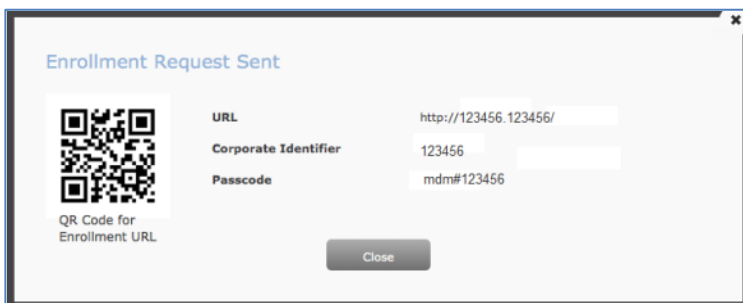 Enrollment Request Sent
URL http://123456.123456/
Corporate Identifier 123456
Passcode mdm#123456
QR Code for
Enrollment URL
Close